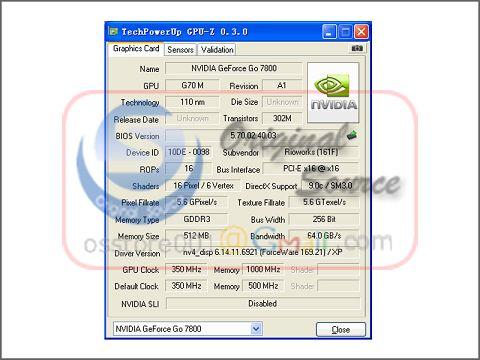 TechPowerUp GPU-Z 0.3.0
Graphics Card Sensors Validation
Name NVIDIA GeForce Go 7800
GPU G70M Revision A1
Technology 110 nm Die Size Unknown
NVIDIA
Release Date Unknown Transistors 302M
BIOS Version 5.70.02.40.03
Device ID 10DE - 0098 Subvendor Rioworks (161F)
ROPs 16 Bus Interface PCI-E x16 @ x16
Shaders 16 Pixel / 6 Vertex DirectX Support 9.0c / SM3.0
Pixel Fillrate 5.6 GPixel/s Texture Fillrate 5.6 GTexel/s
Memory Type GDDR3 Bus Width 256 Bit
Memory Size 512 MB Bandwidth 64.0 GB/s
Driver Version nv4_disp 6.14.11.6921 (ForceWare 169.21) / XP
GPU Clock 350 MHz Memory 1000 MHz Shader
Default Clock 350 MHz Memory 500 MHz Shader
NVIDIA SLI Disabled
NVIDIA GeForce Go 7800 Close
Original
Source